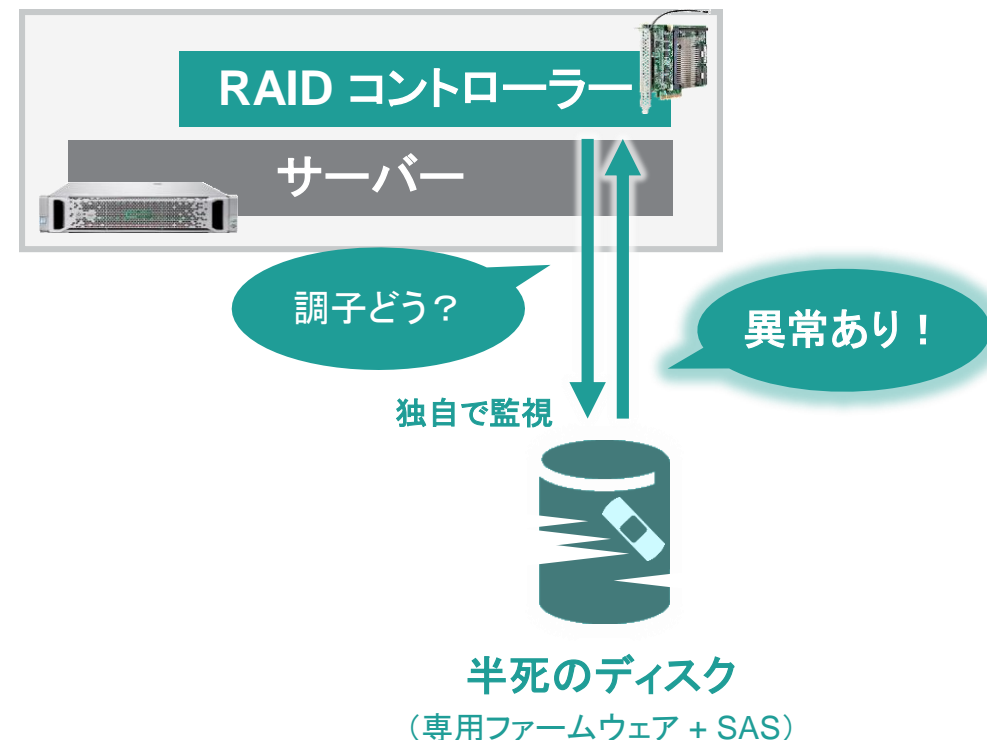 RAID コントローラー
サーバー
調子どう?
異常あり!
独自で監視
半死のディスク
(専用ファームウェア + SAS)